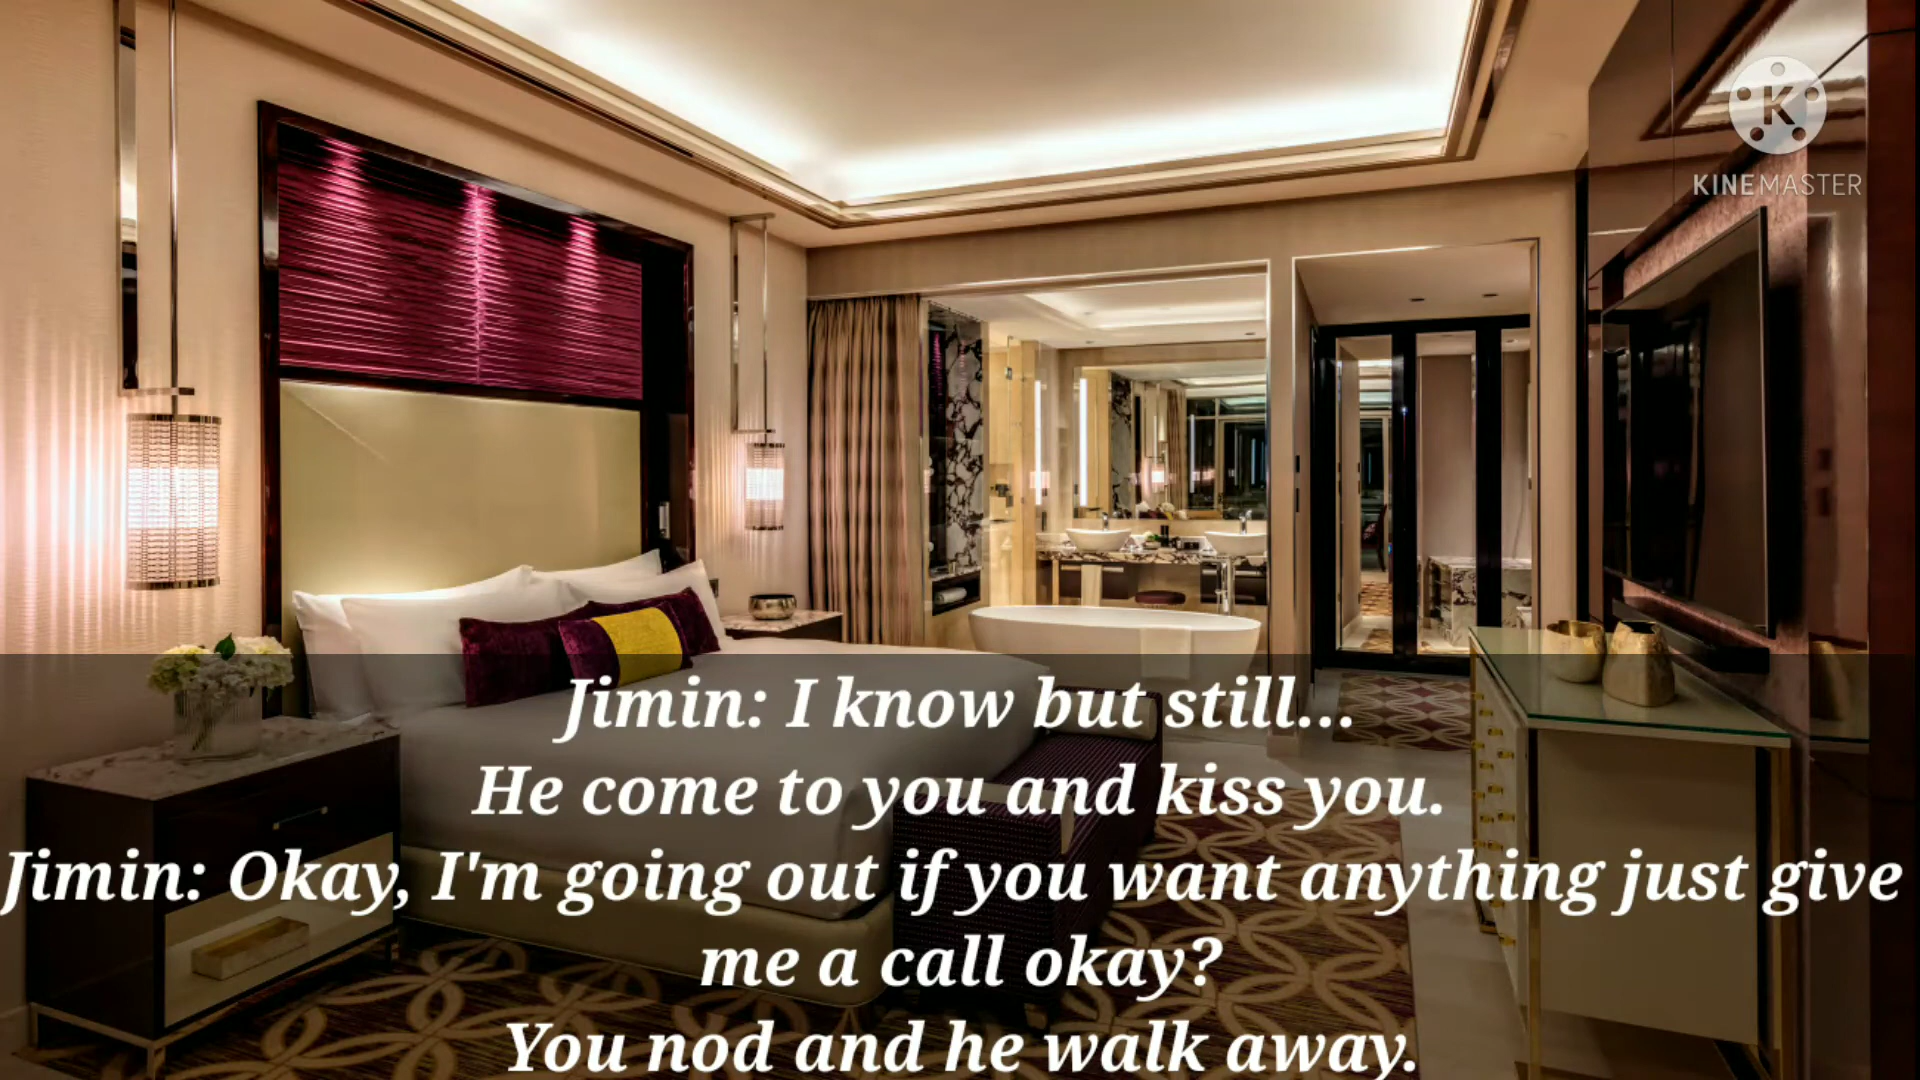 KINEMASTER
Jimin: I know but still...
He come to you and kiss you.
Jimin: Okay, I'm going out if you want anything just give
me a call okay?
You nod and he walk away.